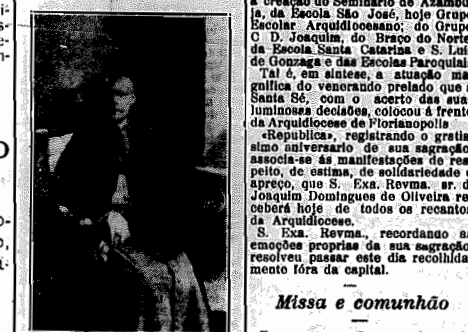 a creação do Seminario de Azambu
ja, da Escola São José, hoje Grupo
Escolar Arquidiocesano; do Grupo
C D. Joaquim, do Braço do Norte,
da Escola Santa Catarina e S. Luí
de Gonzaga e das Escolas Paroquiais
Tal é, em sintese, a atuação ma
gnifica do venerando prelado que a
Santa Sé, com o acerto das suas
luminosas decisões, colocou á frente
da Arquidiocese de Florianopolis
«Republica», registrando o gratis
simo aniversario de sua sagração
associa-se ás manifestações de res
peito, de estima, de solidariedade e
apreço, que S. Exa. Revma. sr. d.
Joaquim Domingues de Oliveira re
ceberá hoje de todos os recantos
da Arquidiocese.
S. Exa. Revma., recordando as
emoções proprias da sua sagração
resolveu passar este dia recolhida
mento fóra da capital.
Missa e comunhão